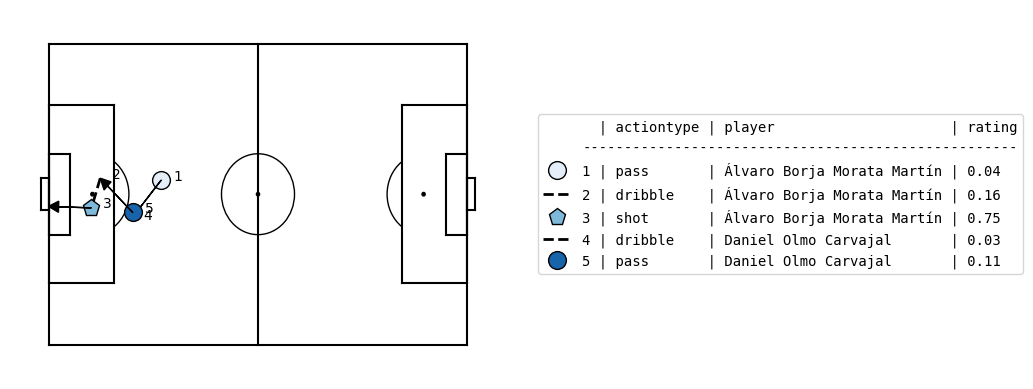 | actiontype | player | rating
----------------------------------------------------
1 | pass | Álvaro Borja Morata Martín | 0.04
2 | dribble | Álvaro Borja Morata Martín | 0.16
3 | shot | Álvaro Borja Morata Martín | 0.75
4 | dribble | Daniel Olmo Carvajal | 0.03
5 | pass | Daniel Olmo Carvajal | 0.11
2
1
3
5
4